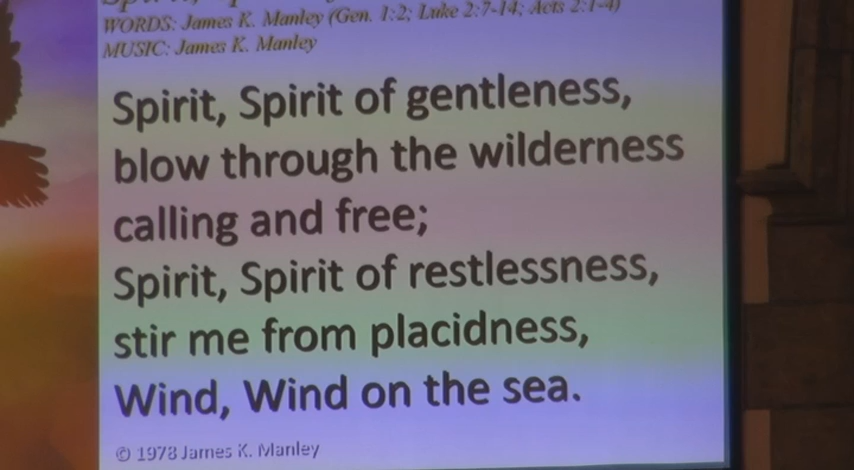 WORDS: James K. Manley (Gen. 1:2; Luke 2:7-14; Acts 2:1-4)
MUSIC: James K. Manley
Spirit, Spirit of gentleness,
blow through the wilderness
calling and free;
Spirit, Spirit of restlessness,
stir me from placidness,
Wind, Wind on the sea.
© 1978 James K. Manley